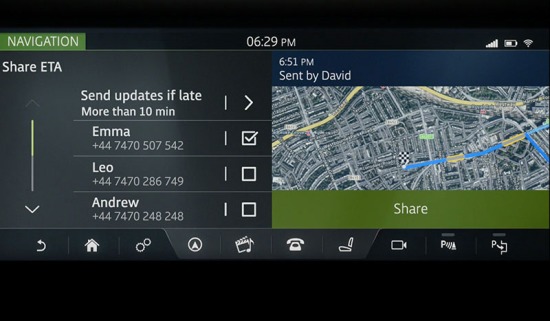 NAVIGATION
06:29 PM
Share ETA
Send updates if late
More than 10 min
Emma
+44 7470 507 542
Leo
+44 7470 286 749
Andrew
+44 7470 248 248
6:51 PM
Sent by David
Share